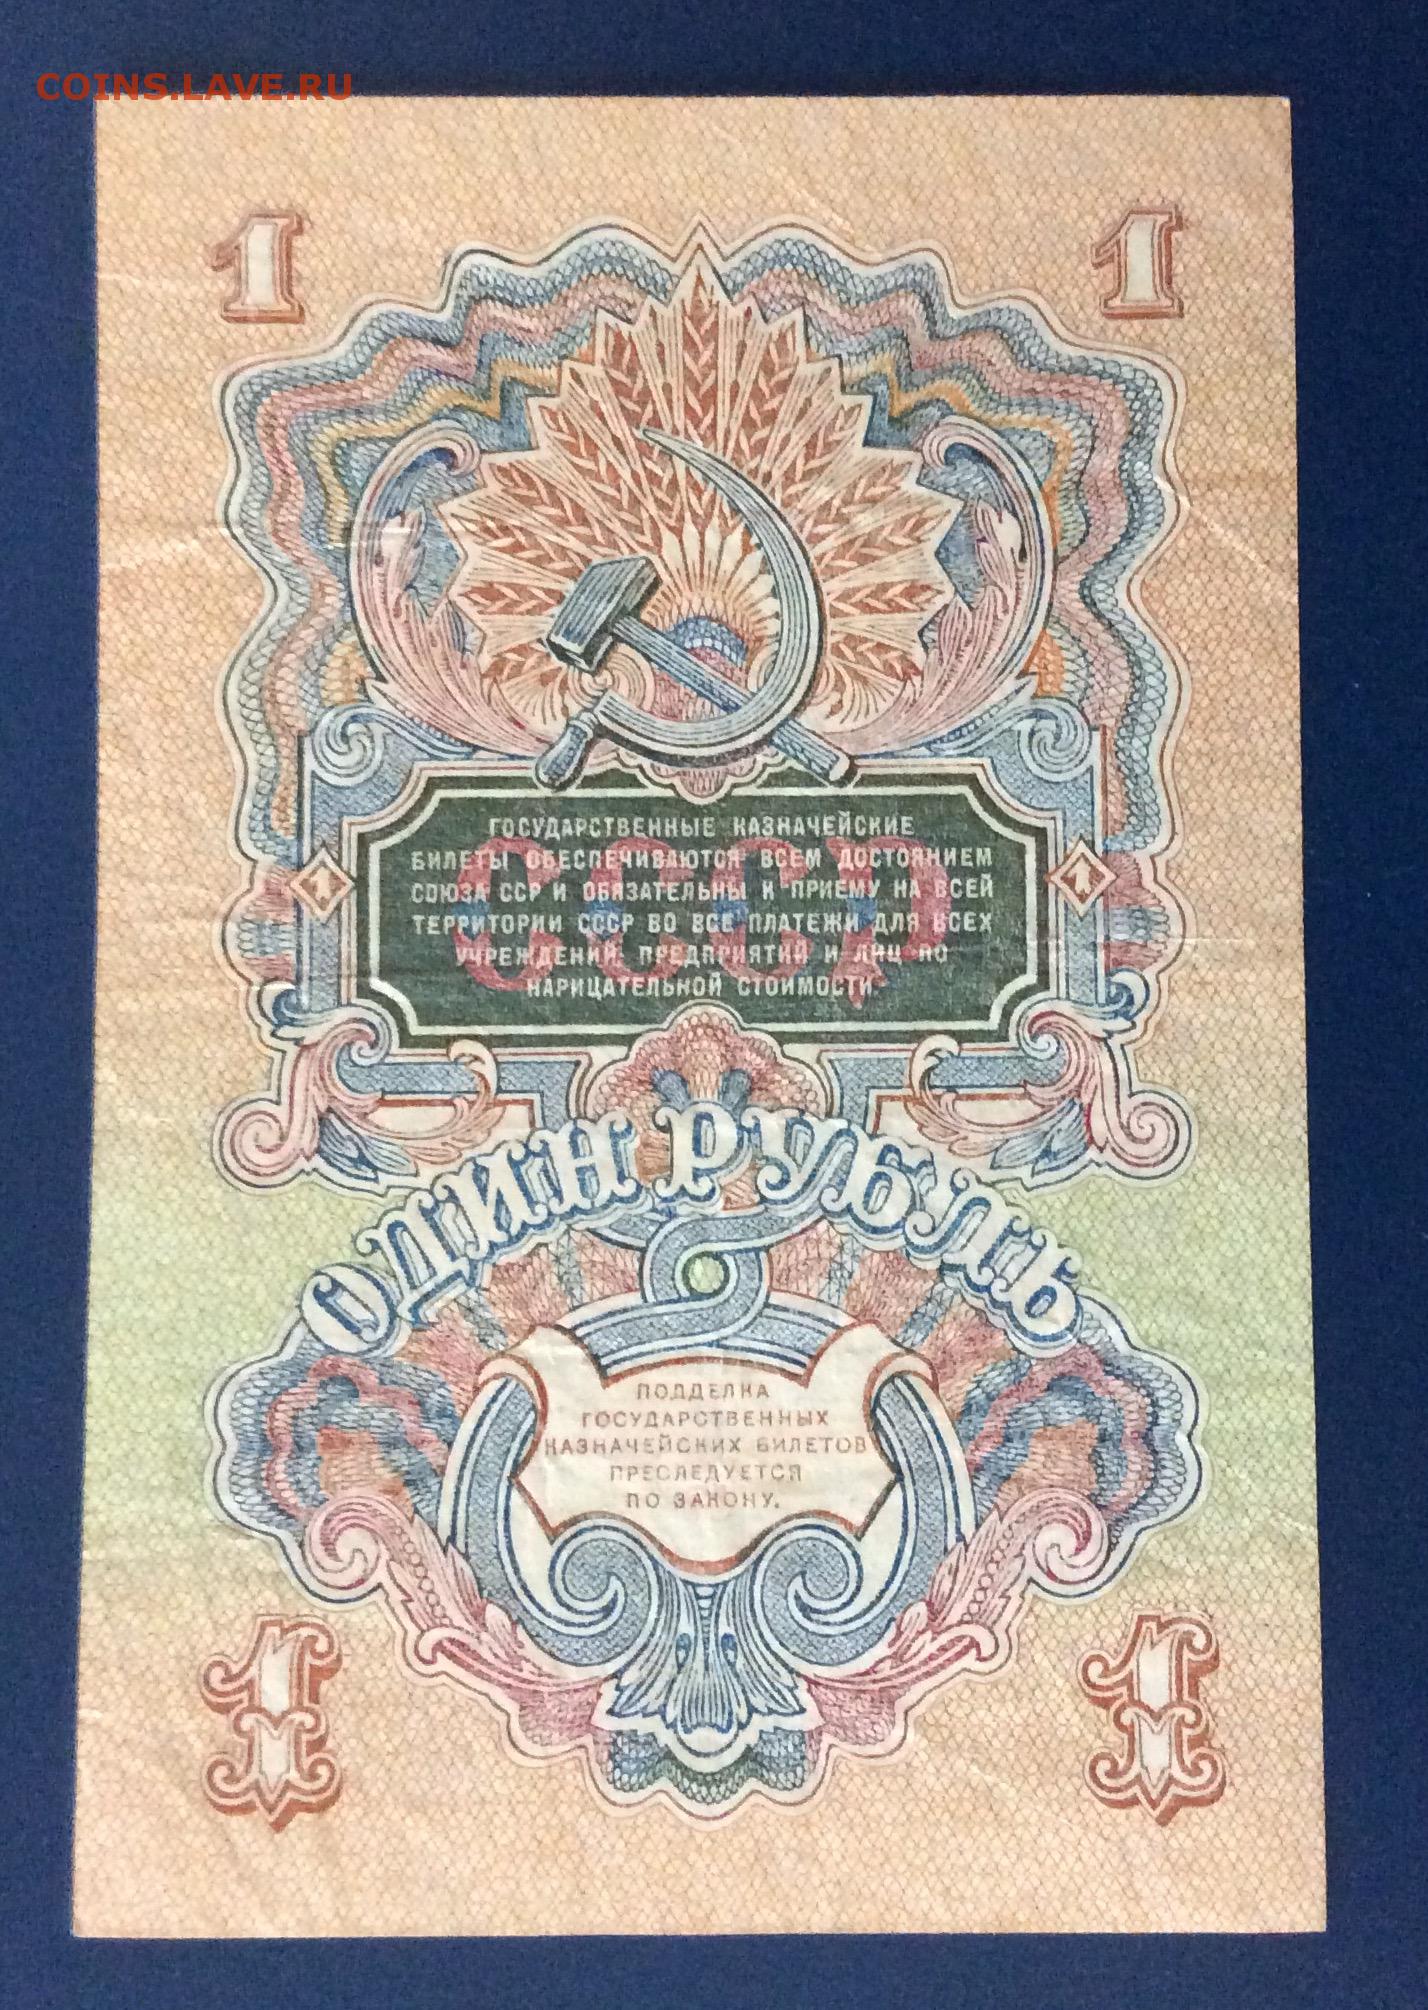 COINS.LAVE.RU
1 1
ГОСУДАРСТВЕННЫЕ КАЗНАЧЕЙСКИЕ
БИЛЕТЫ ОБЕСПЕЧИВАЮТСЯ ВСЕМ ДОСТОЯНИЕМ
СОЮЗА ССР И ОБЯЗАТЕЛЬНЫ К ПРИЕМУ НА ВСЕЙ
ТЕРРИТОРИИ СССР ВО ВСЕ ПЛАТЕЖИ ДЛЯ ВСЕХ
УЧРЕЖДЕНИЙ, ПРЕДПРИЯТИЙ И ЛИЦ ПО
НАРИЦАТЕЛЬНОЙ СТОИМОСТИ.
СССР
1 1
ОДИН РУБЛЬ
ПОДДЕЛКА
ГОСУДАРСТВЕННЫХ
КАЗНАЧЕЙСКИХ БИЛЕТОВ
ПРЕСЛЕДУЕТСЯ
ПО ЗАКОНУ.
1 1